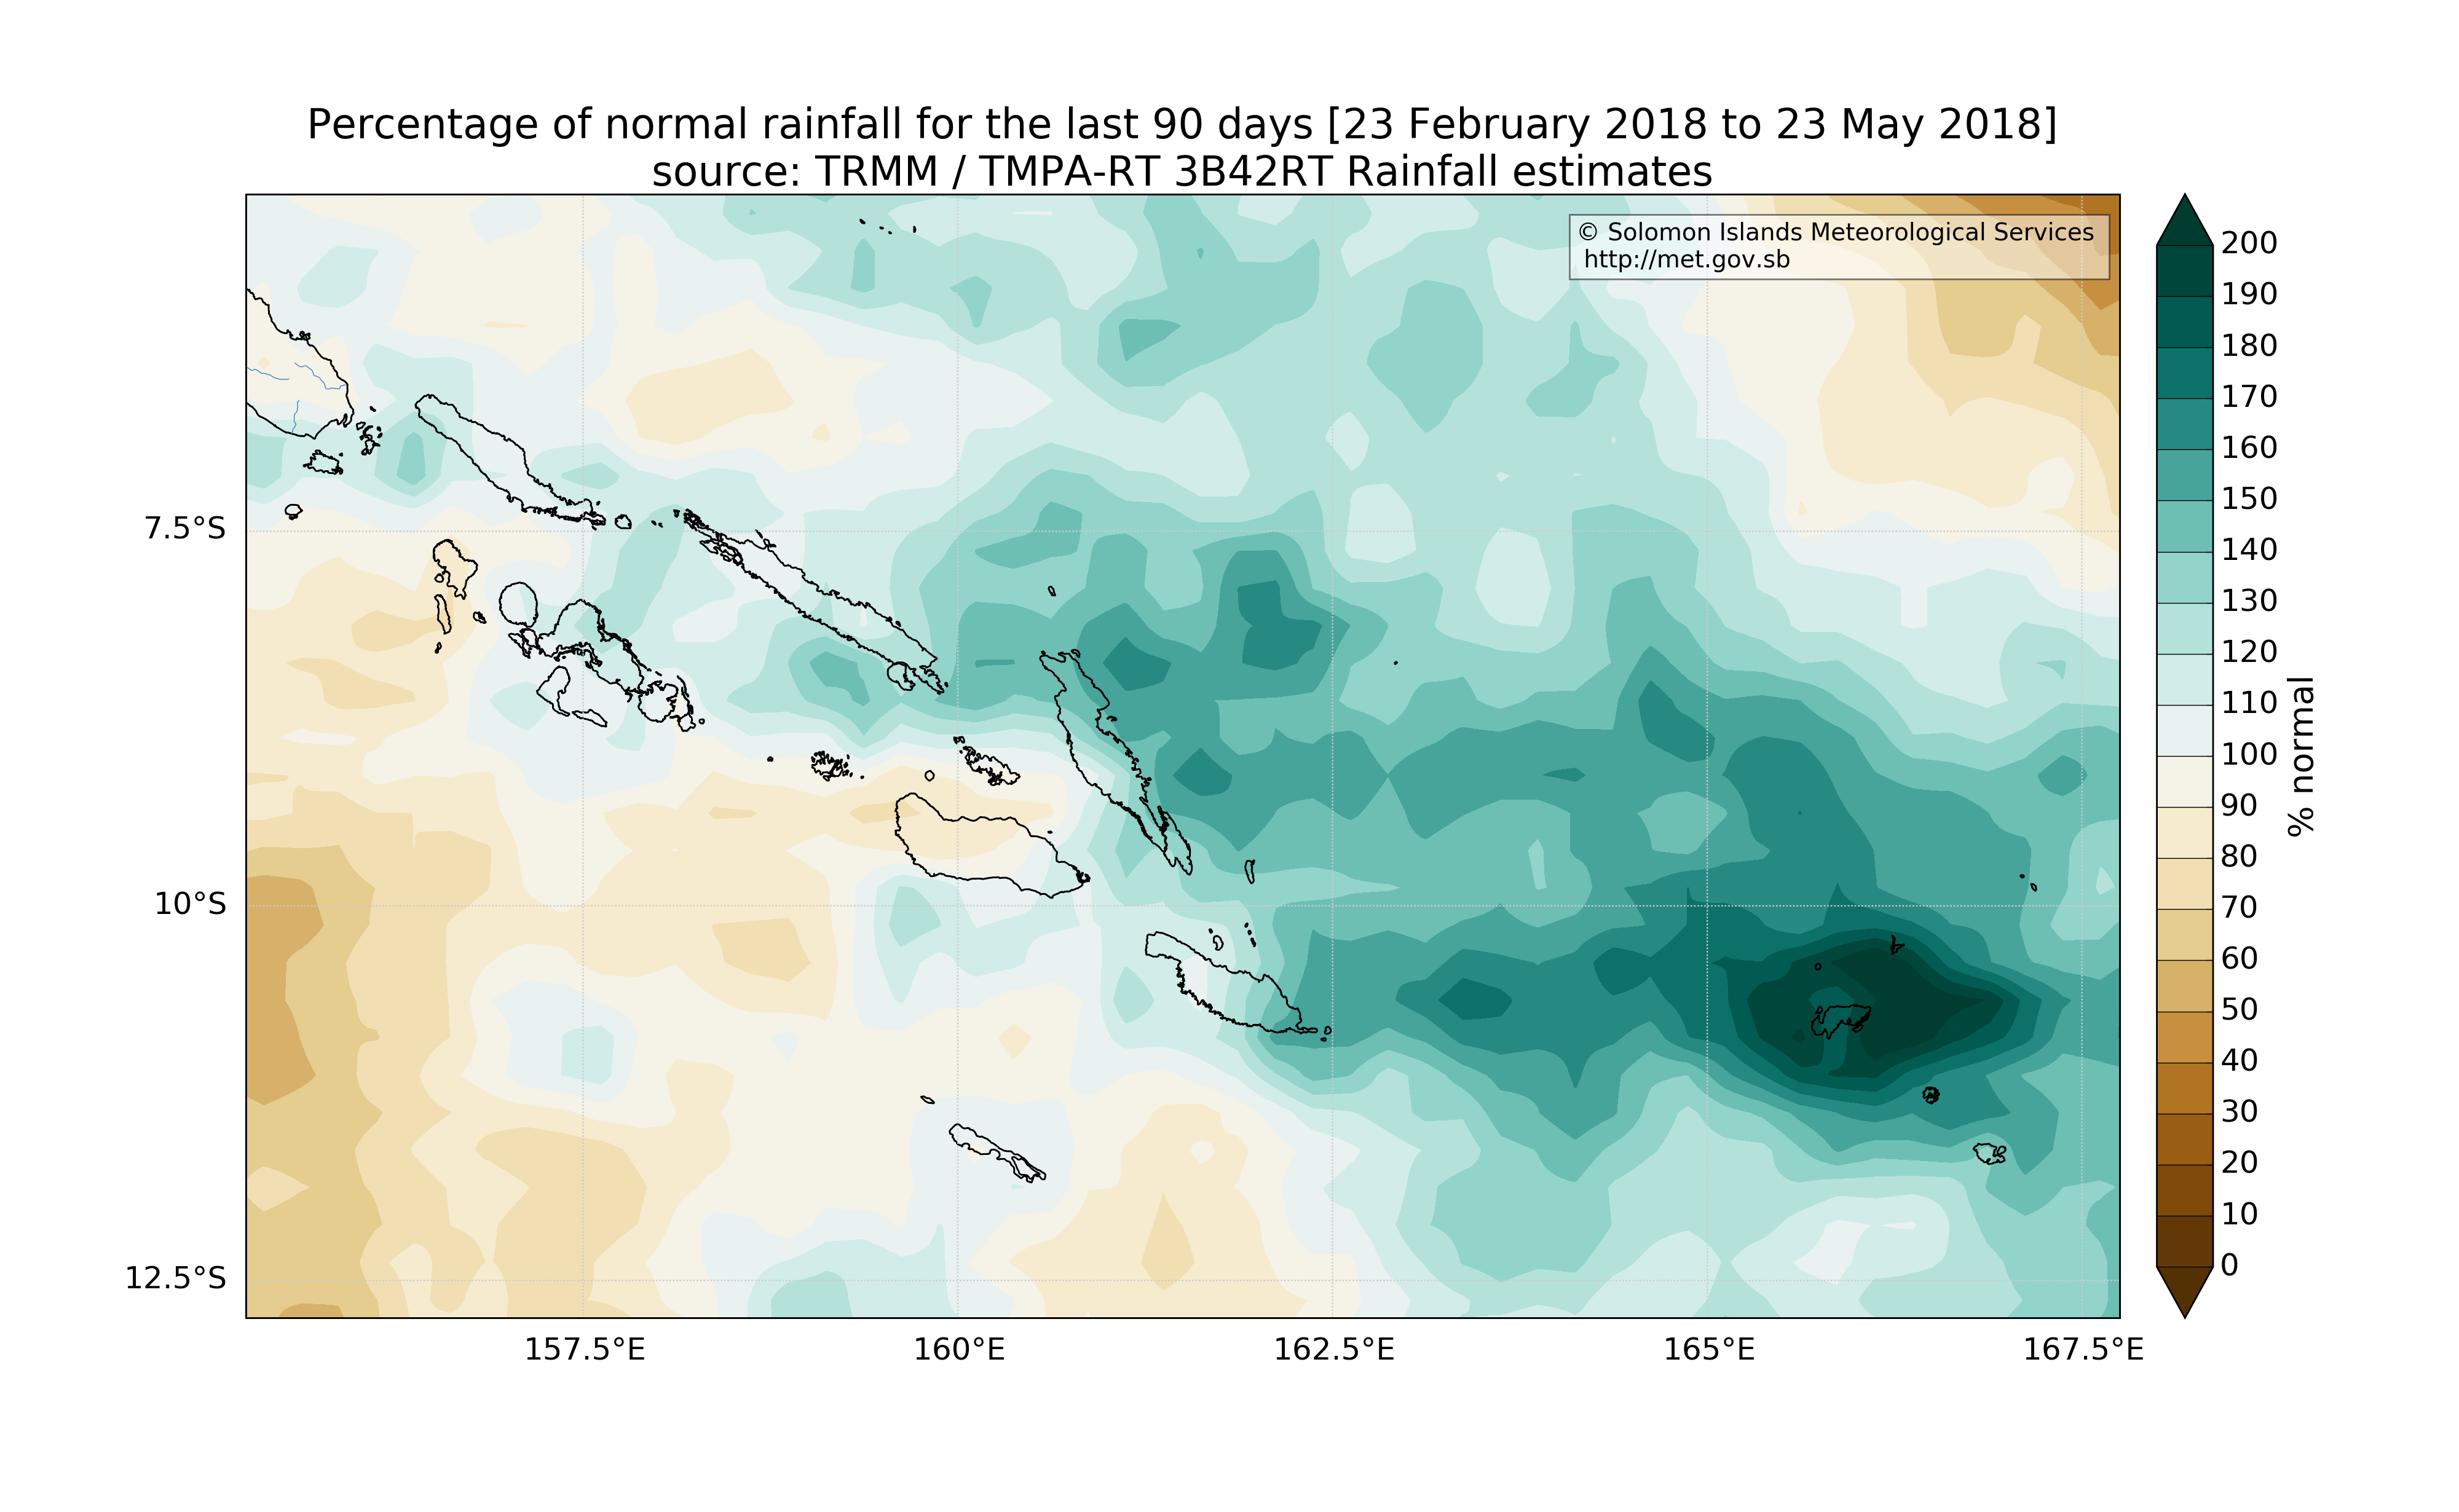 Percentage of normal rainfall for the last 90 days [23 February 2018 to 23 May 2018]
source: TRMM / TMPA-RT 3B42RT Rainfall estimates
© Solomon Islands Meteorological Services
http://met.gov.sb
7.5°S
10°S
12.5°S
157.5°E
160°E
162.5°E
165°E
167.5°E
200
190
180
170
160
150
140
130
120
110
100
90
80
70
60
50
40
30
20
10
0
% normal